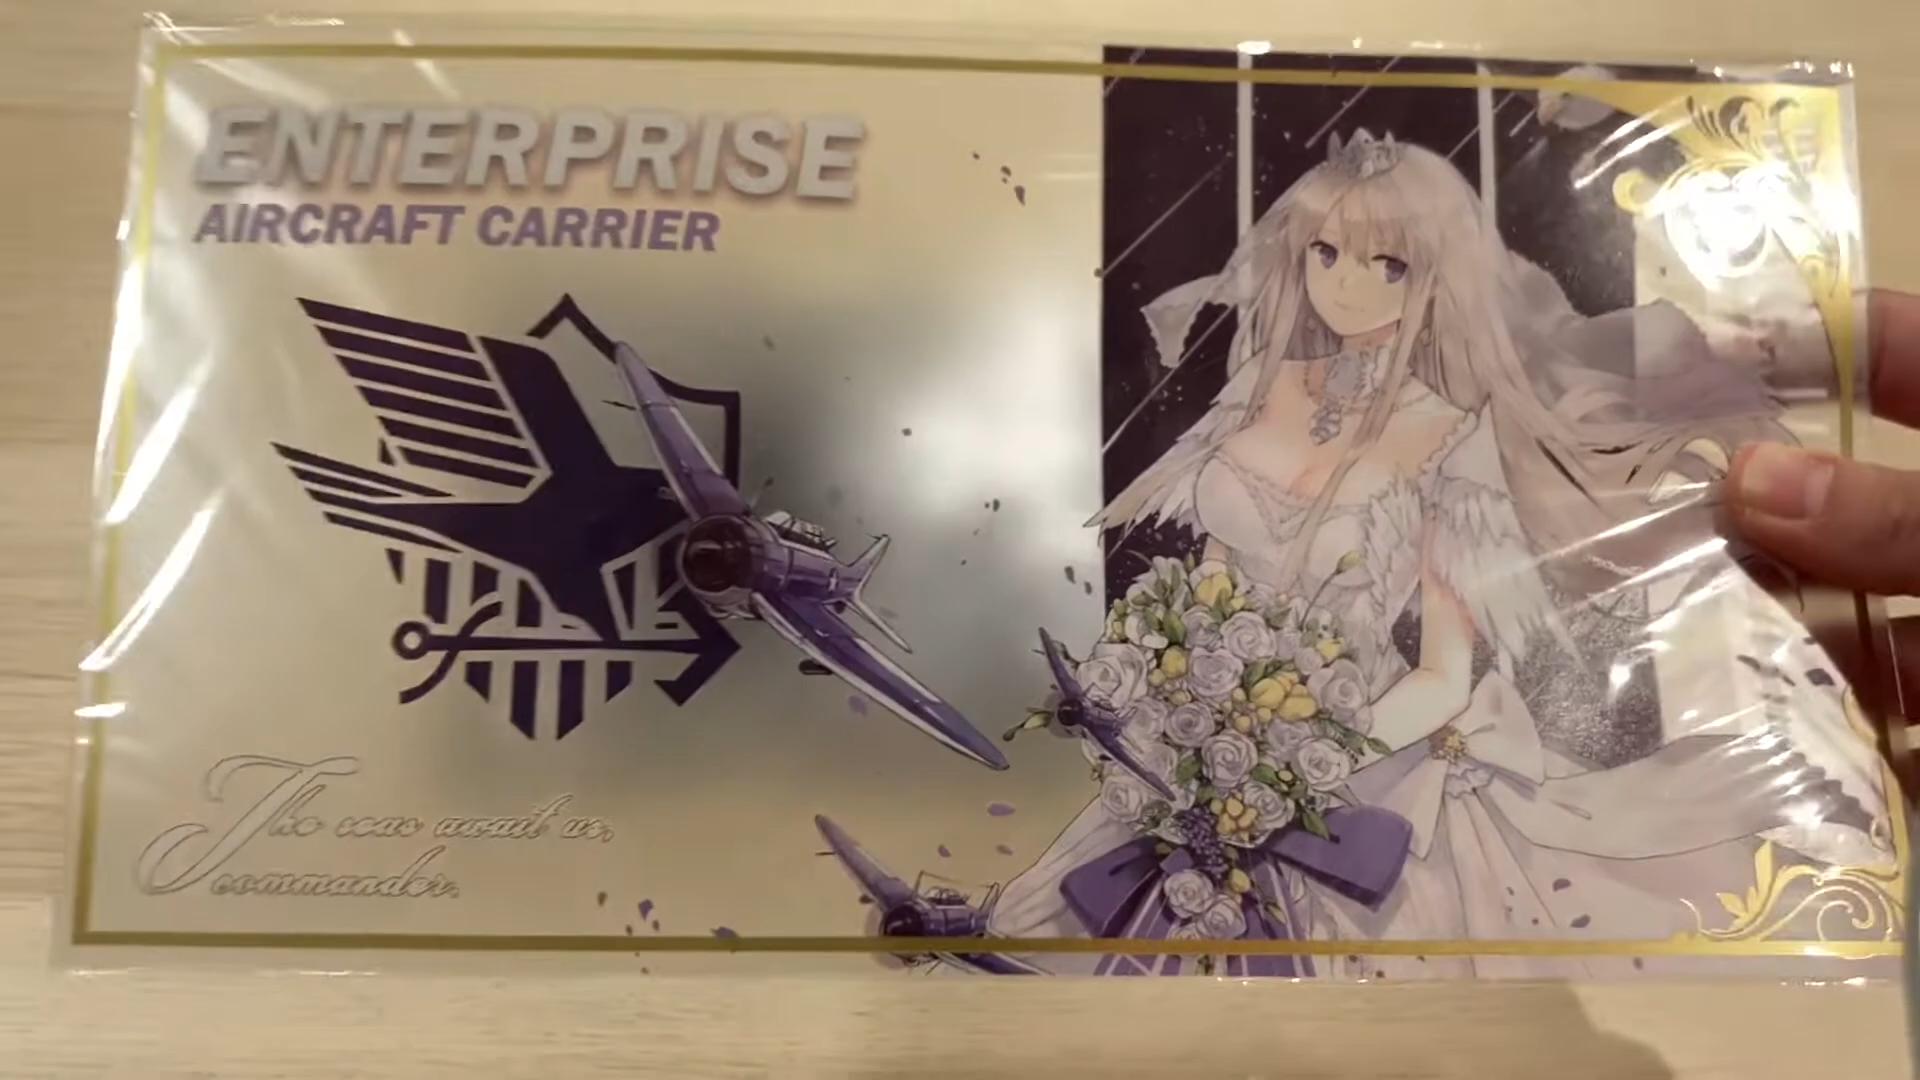 ENTERPRISE
AIRCRAFT CARRIER
The seas await us,
commander.